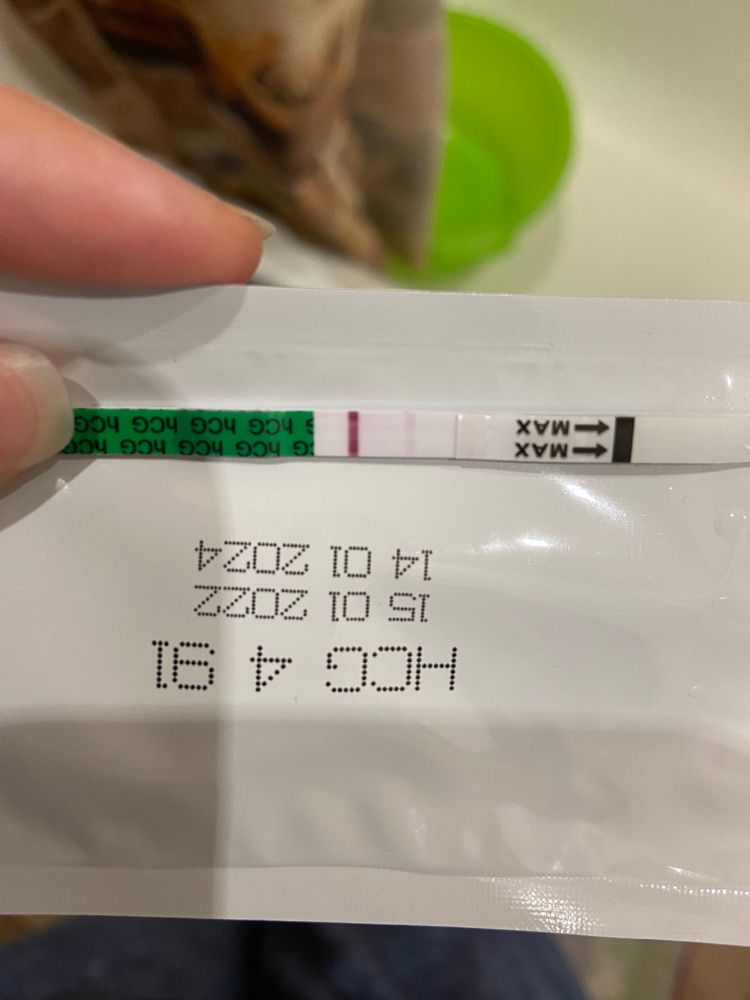 HCG 4 91
15 01 2022
14 01 2024
MAX hCG hCG hCG hCG
MAX hCG hCG hCG hCG